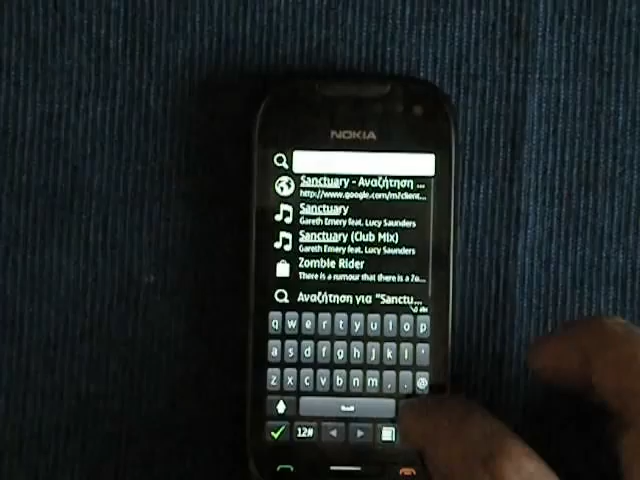 NOKIA
Sanctuary - Αναζήτηση ...
http://www.google.com/m?client...
Sanctuary
Gareth Emery feat. Lucy Saunders
Sanctuary (Club Mix)
Gareth Emery feat. Lucy Saunders
Zombie Rider
There is a rumour that there is a Zo...
Αναζήτηση για "Sanctu...
q w e r t y u i o p
a s d f g h j k l '
z x c v b n m , . @
12#